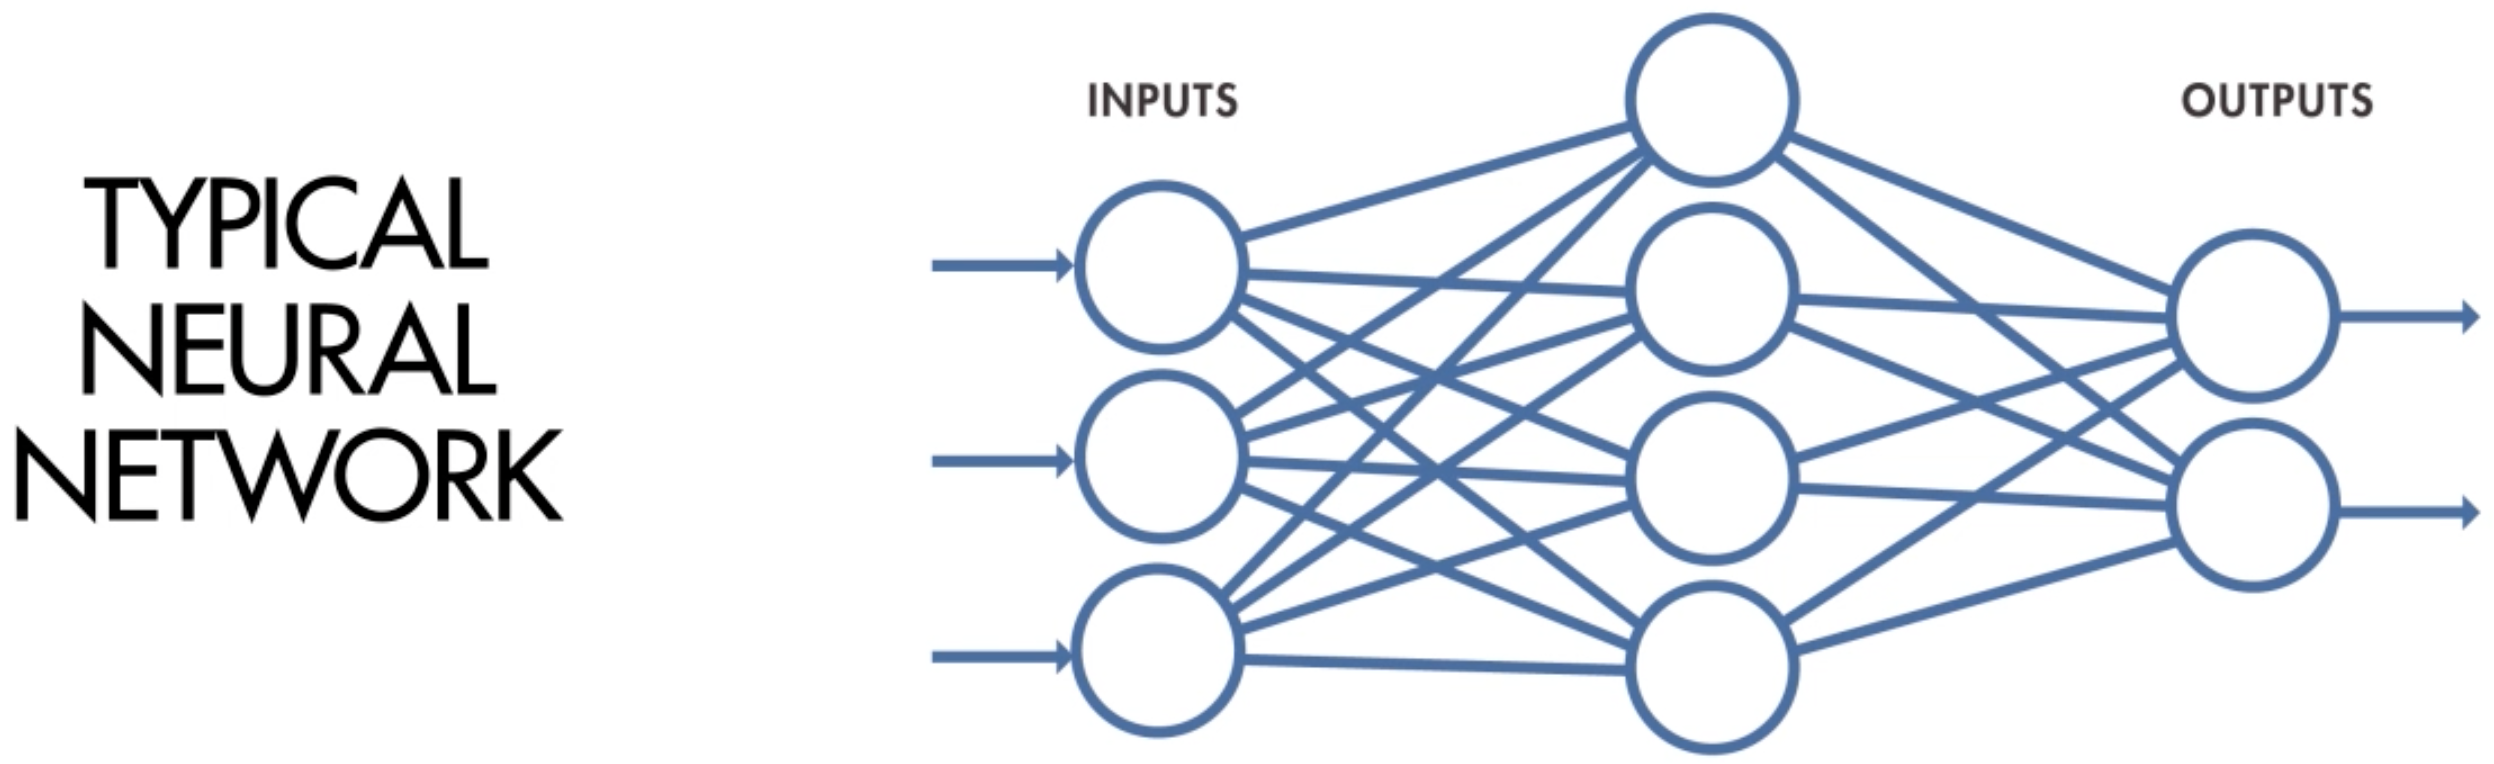 TYPICAL
NEURAL
NETWORK
INPUTS
OUTPUTS